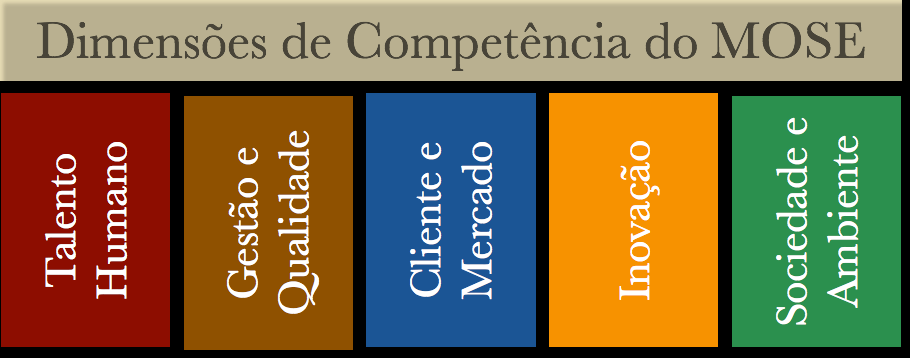 Dimensões de Competência do MOSE
Talento
Humano
Gestão e
Qualidade
Cliente e
Mercado
Inovação
Sociedade e
Ambiente